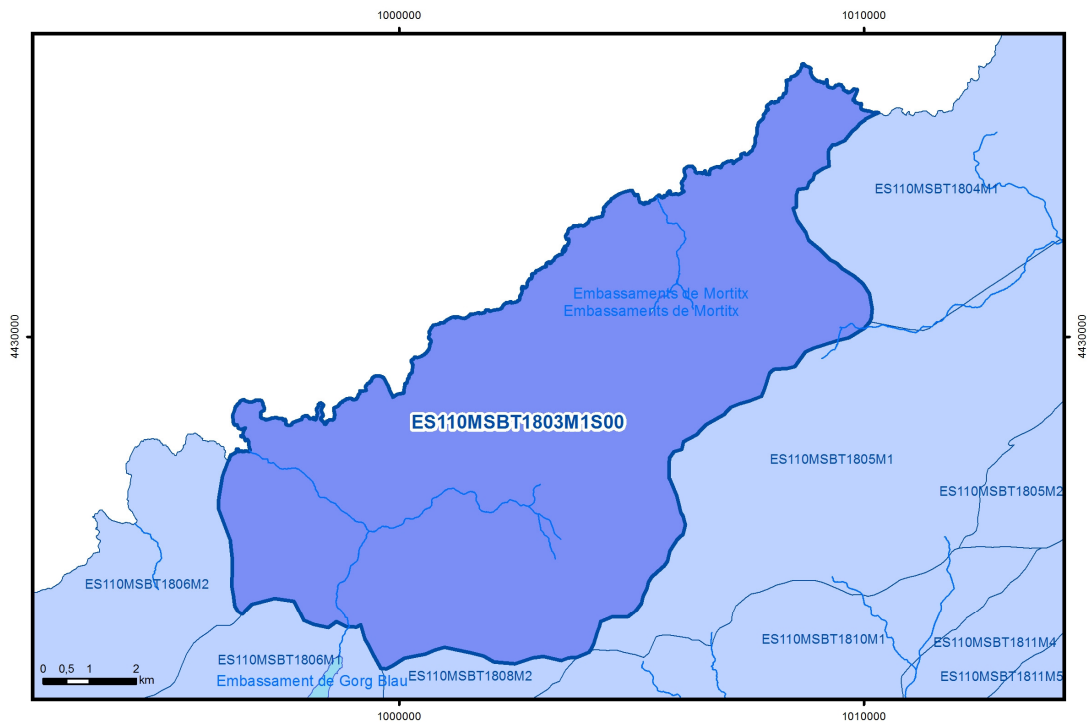 1000000
1010000
ES110MSBT1804M1
Embassaments de Mortitx
Embassaments de Mortitx
4430000
4430000
ES110MSBT1803M1S00
ES110MSBT1805M1
ES110MSBT1805M2
ES110MSBT1806M2
ES110MSBT1810M1
ES110MSBT1811M4
ES110MSBT1806M1
ES110MSBT1808M2
ES110MSBT1811M5
0 0,5 1 2
km
Embassament de Gorg Blau
1000000
1010000